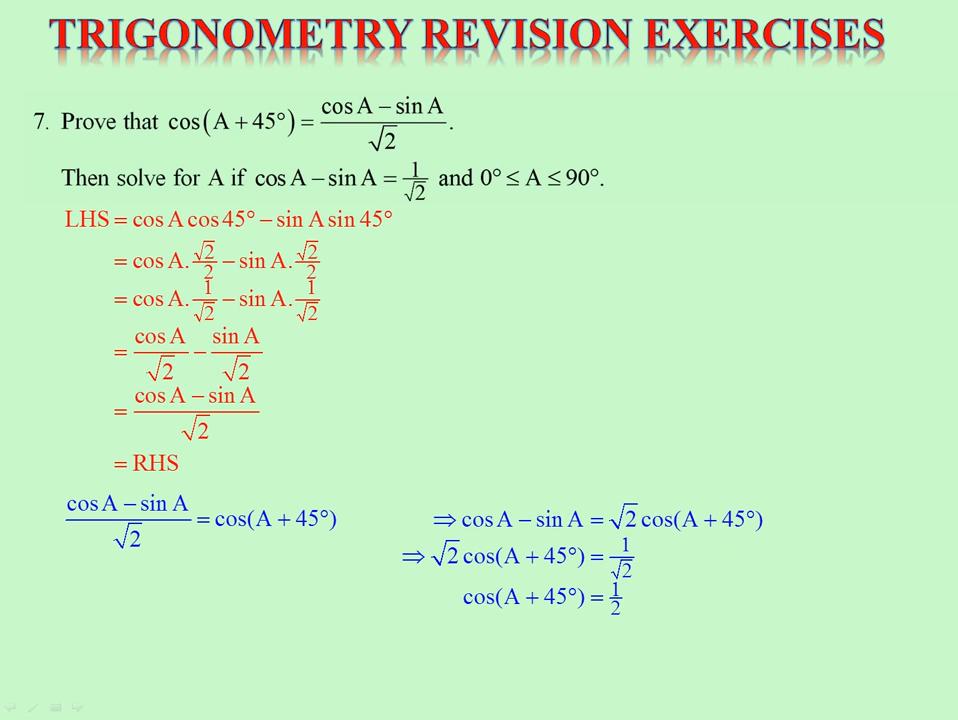 TRIGONOMETRY REVISION EXERCISES
7. Prove that cos(A + 45°) = (cos A − sin A)/√2.
Then solve for A if cos A − sin A = 1/√2 and 0° ≤ A ≤ 90°.
LHS = cos A cos 45° − sin A sin 45°
= cos A. √2/2 − sin A. √2/2
= cos A. 1/√2 − sin A. 1/√2
= cos A/√2 − sin A/√2
= (cos A − sin A)/√2
= RHS
(cos A − sin A)/√2 = cos(A + 45°) ⇒ cos A − sin A = √2 cos(A + 45°)
⇒ √2 cos(A + 45°) = 1/√2
cos(A + 45°) = 1/2